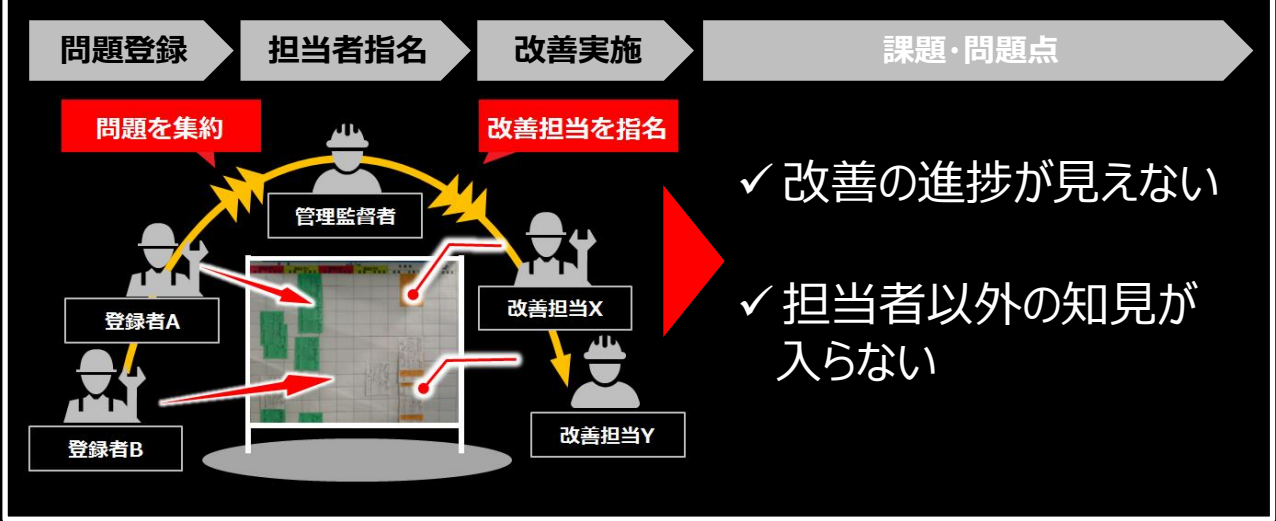 問題登録
担当者指名
改善実施
課題・問題点
問題を集約
改善担当を指名
管理監督者
登録者A
登録者B
改善担当X
改善担当Y
✓改善の進捗が見えない
✓担当者以外の知見が
入らない